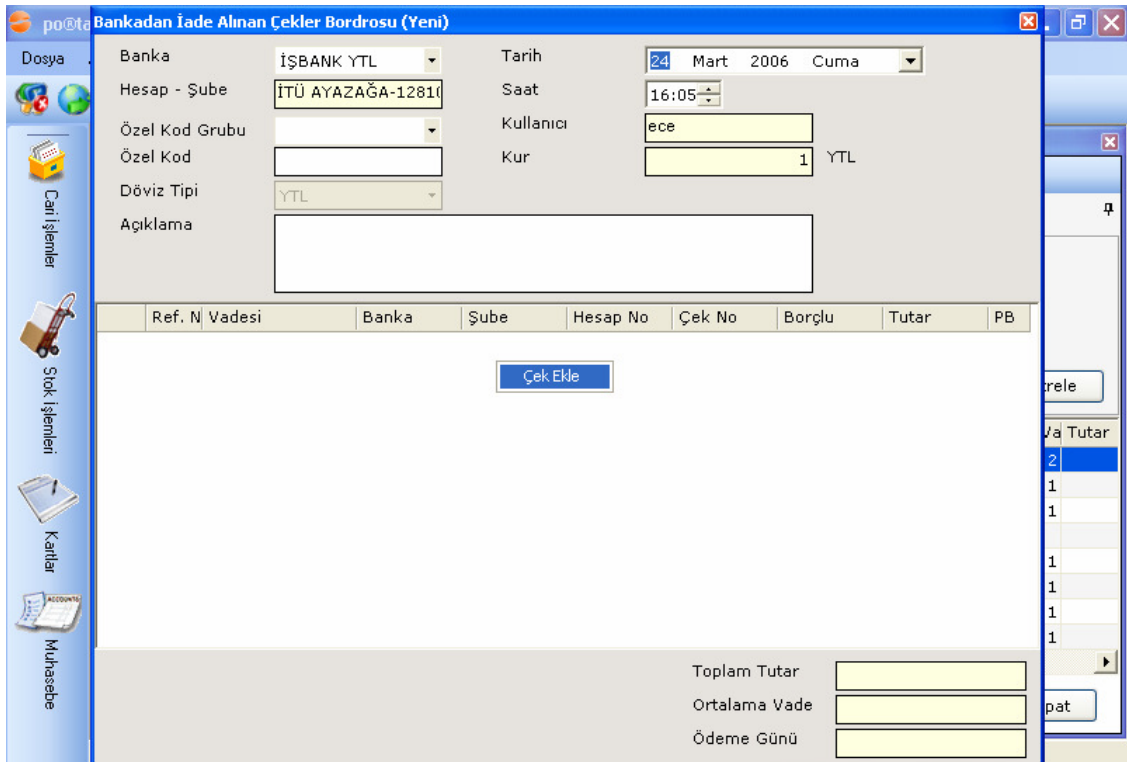 po®ta
Bankadan İade Alınan Çekler Bordrosu (Yeni)
Dosya
Banka İŞBANK YTL Tarih 24 Mart 2006 Cuma
Hesap - Şube İTÜ AYAZAĞA-1281( Saat 16:05
Özel Kod Grubu Kullanıcı ece
Özel Kod Kur 1 YTL
Döviz Tipi YTL
Açıklama
Ref. N Vadesi Banka Şube Hesap No Çek No Borçlu Tutar PB
Çek Ekle
Cari İşlemler
Stok İşlemleri
Kartlar
ACCOUNTS
Muhasebe
trele
Va Tutar
2
1
1
1
1
1
1
Toplam Tutar
Ortalama Vade
Ödeme Günü
pat